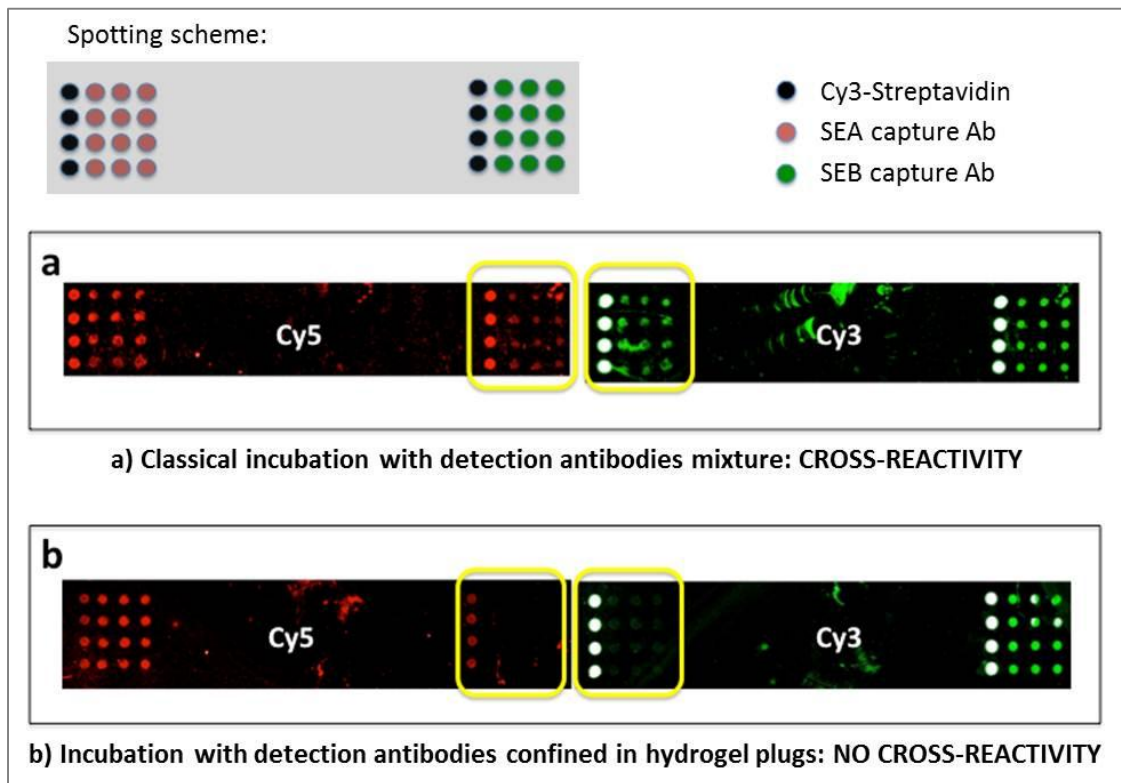 Spotting scheme:
Cy3-Streptavidin
SEA capture Ab
SEB capture Ab
a
Cy5
Cy3
a) Classical incubation with detection antibodies mixture: CROSS-REACTIVITY
b
Cy5
Cy3
b) Incubation with detection antibodies confined in hydrogel plugs: NO CROSS-REACTIVITY